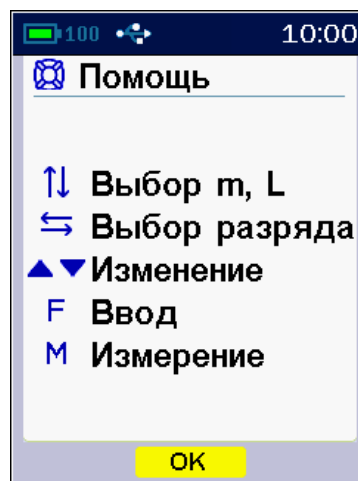 100 10:00
Помощь
↑↓ Выбор m, L
⇆ Выбор разряда
▲▼ Изменение
F Ввод
M Измерение
OK